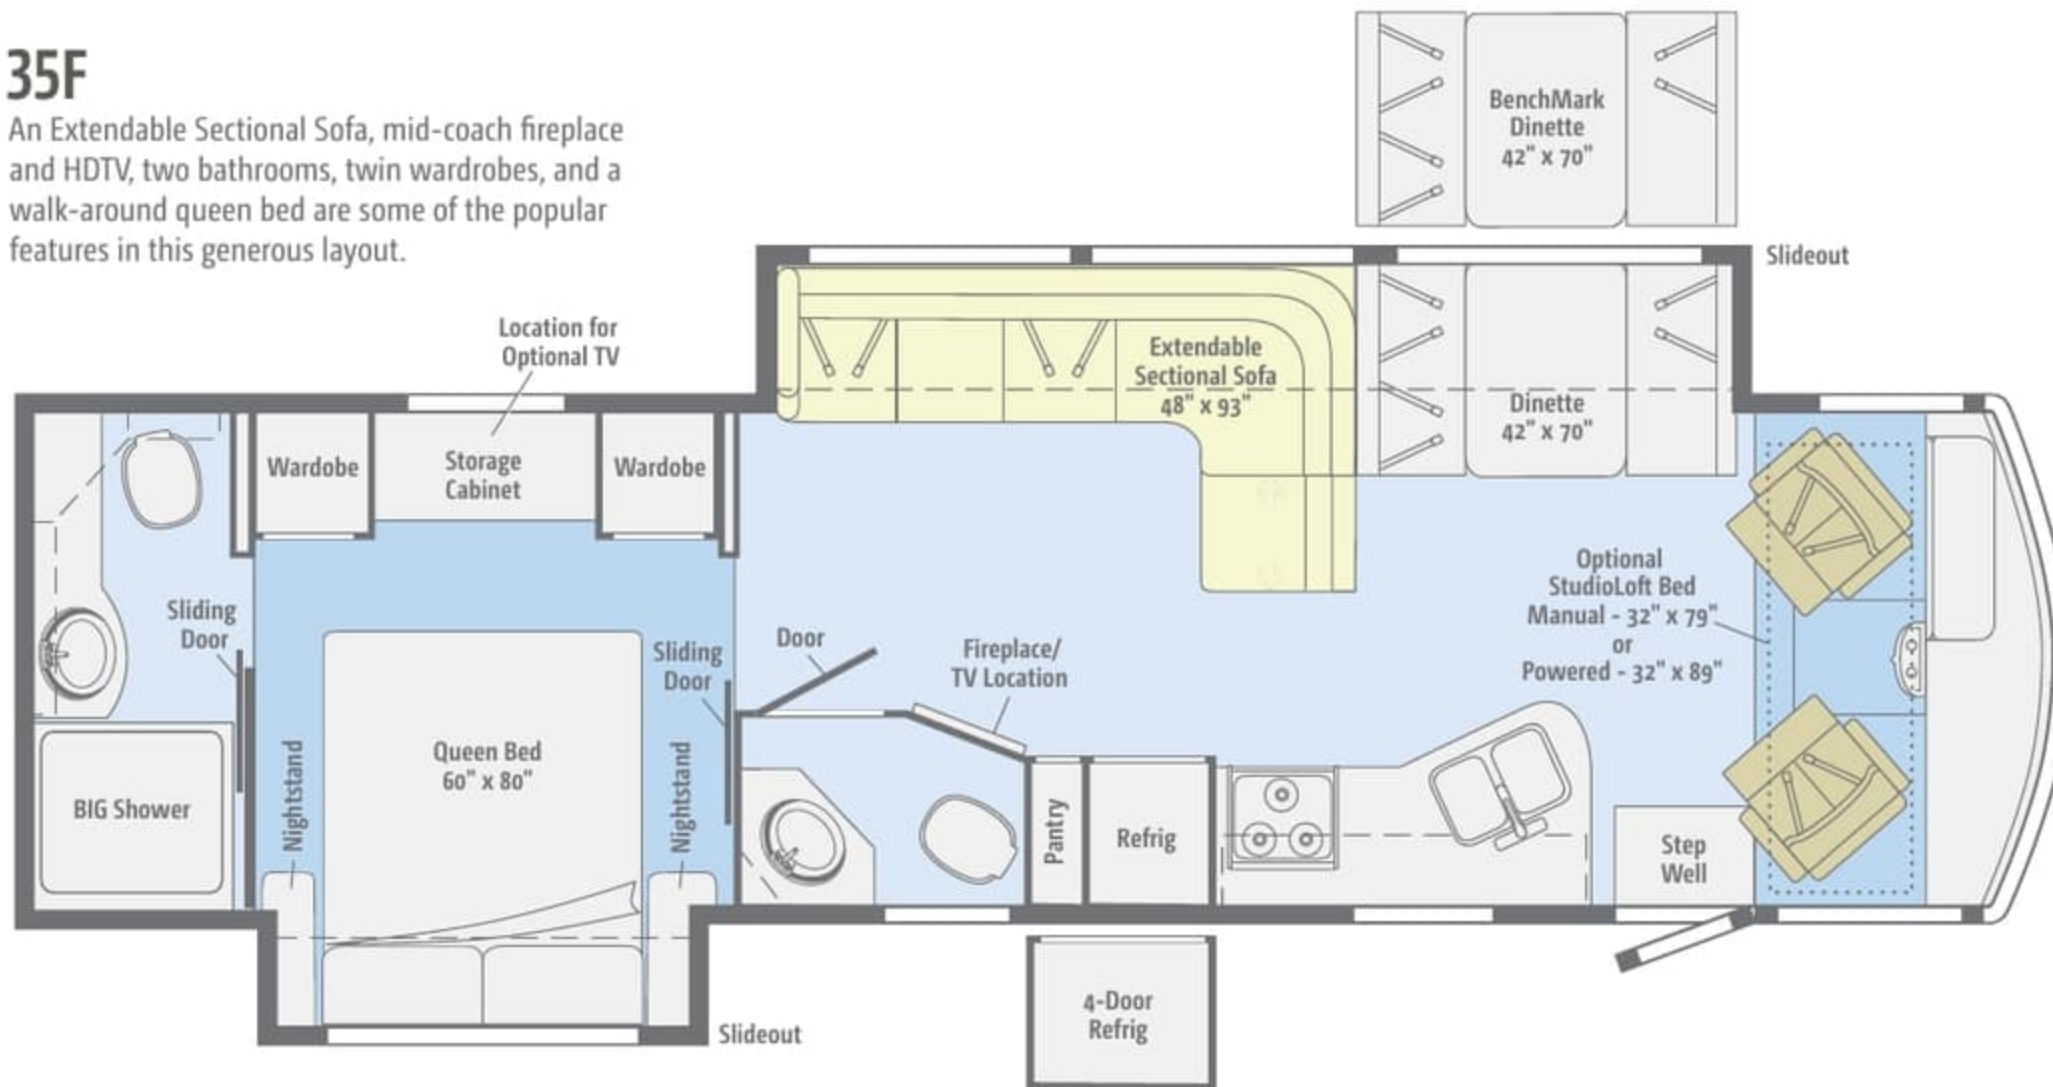 35F
An Extendable Sectional Sofa, mid-coach fireplace
and HDTV, two bathrooms, twin wardrobes, and a
walk-around queen bed are some of the popular
features in this generous layout.
BenchMark
Dinette
42" x 70"
Slideout
Location for
Optional TV
Extendable
Sectional Sofa
48" x 93"
Dinette
42" x 70"
Wardobe
Storage
Cabinet
Wardobe
Optional
StudioLoft Bed
Manual - 32" x 79"
or
Powered - 32" x 89"
Sliding
Door
Sliding
Door
Door
Fireplace/
TV Location
Queen Bed
60" x 80"
Nightstand
Nightstand
BIG Shower
Pantry
Refrig
Step
Well
4-Door
Refrig
Slideout